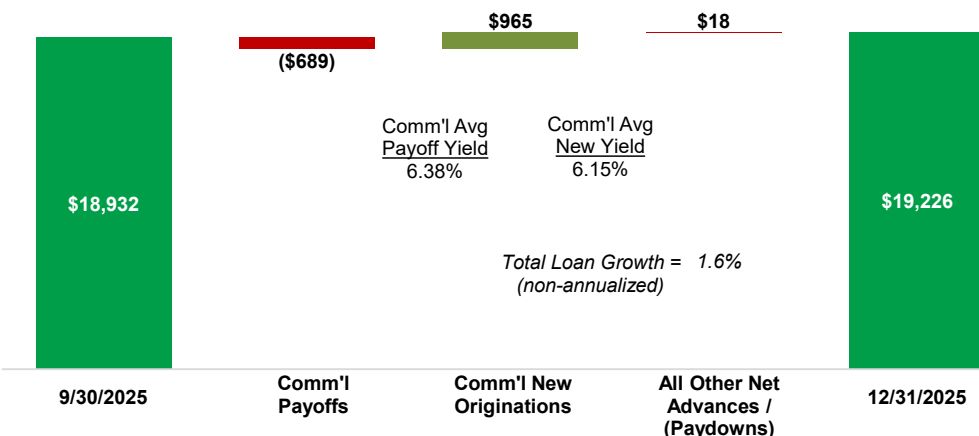 $965
$18
($689)
Comm'l Avg
Payoff Yield
6.38%
Comm'l Avg
New Yield
6.15%
$18,932
$19,226
Total Loan Growth = 1.6%
(non-annualized)
9/30/2025
Comm'l
Payoffs
Comm'l New
Originations
All Other Net
Advances /
(Paydowns)
12/31/2025